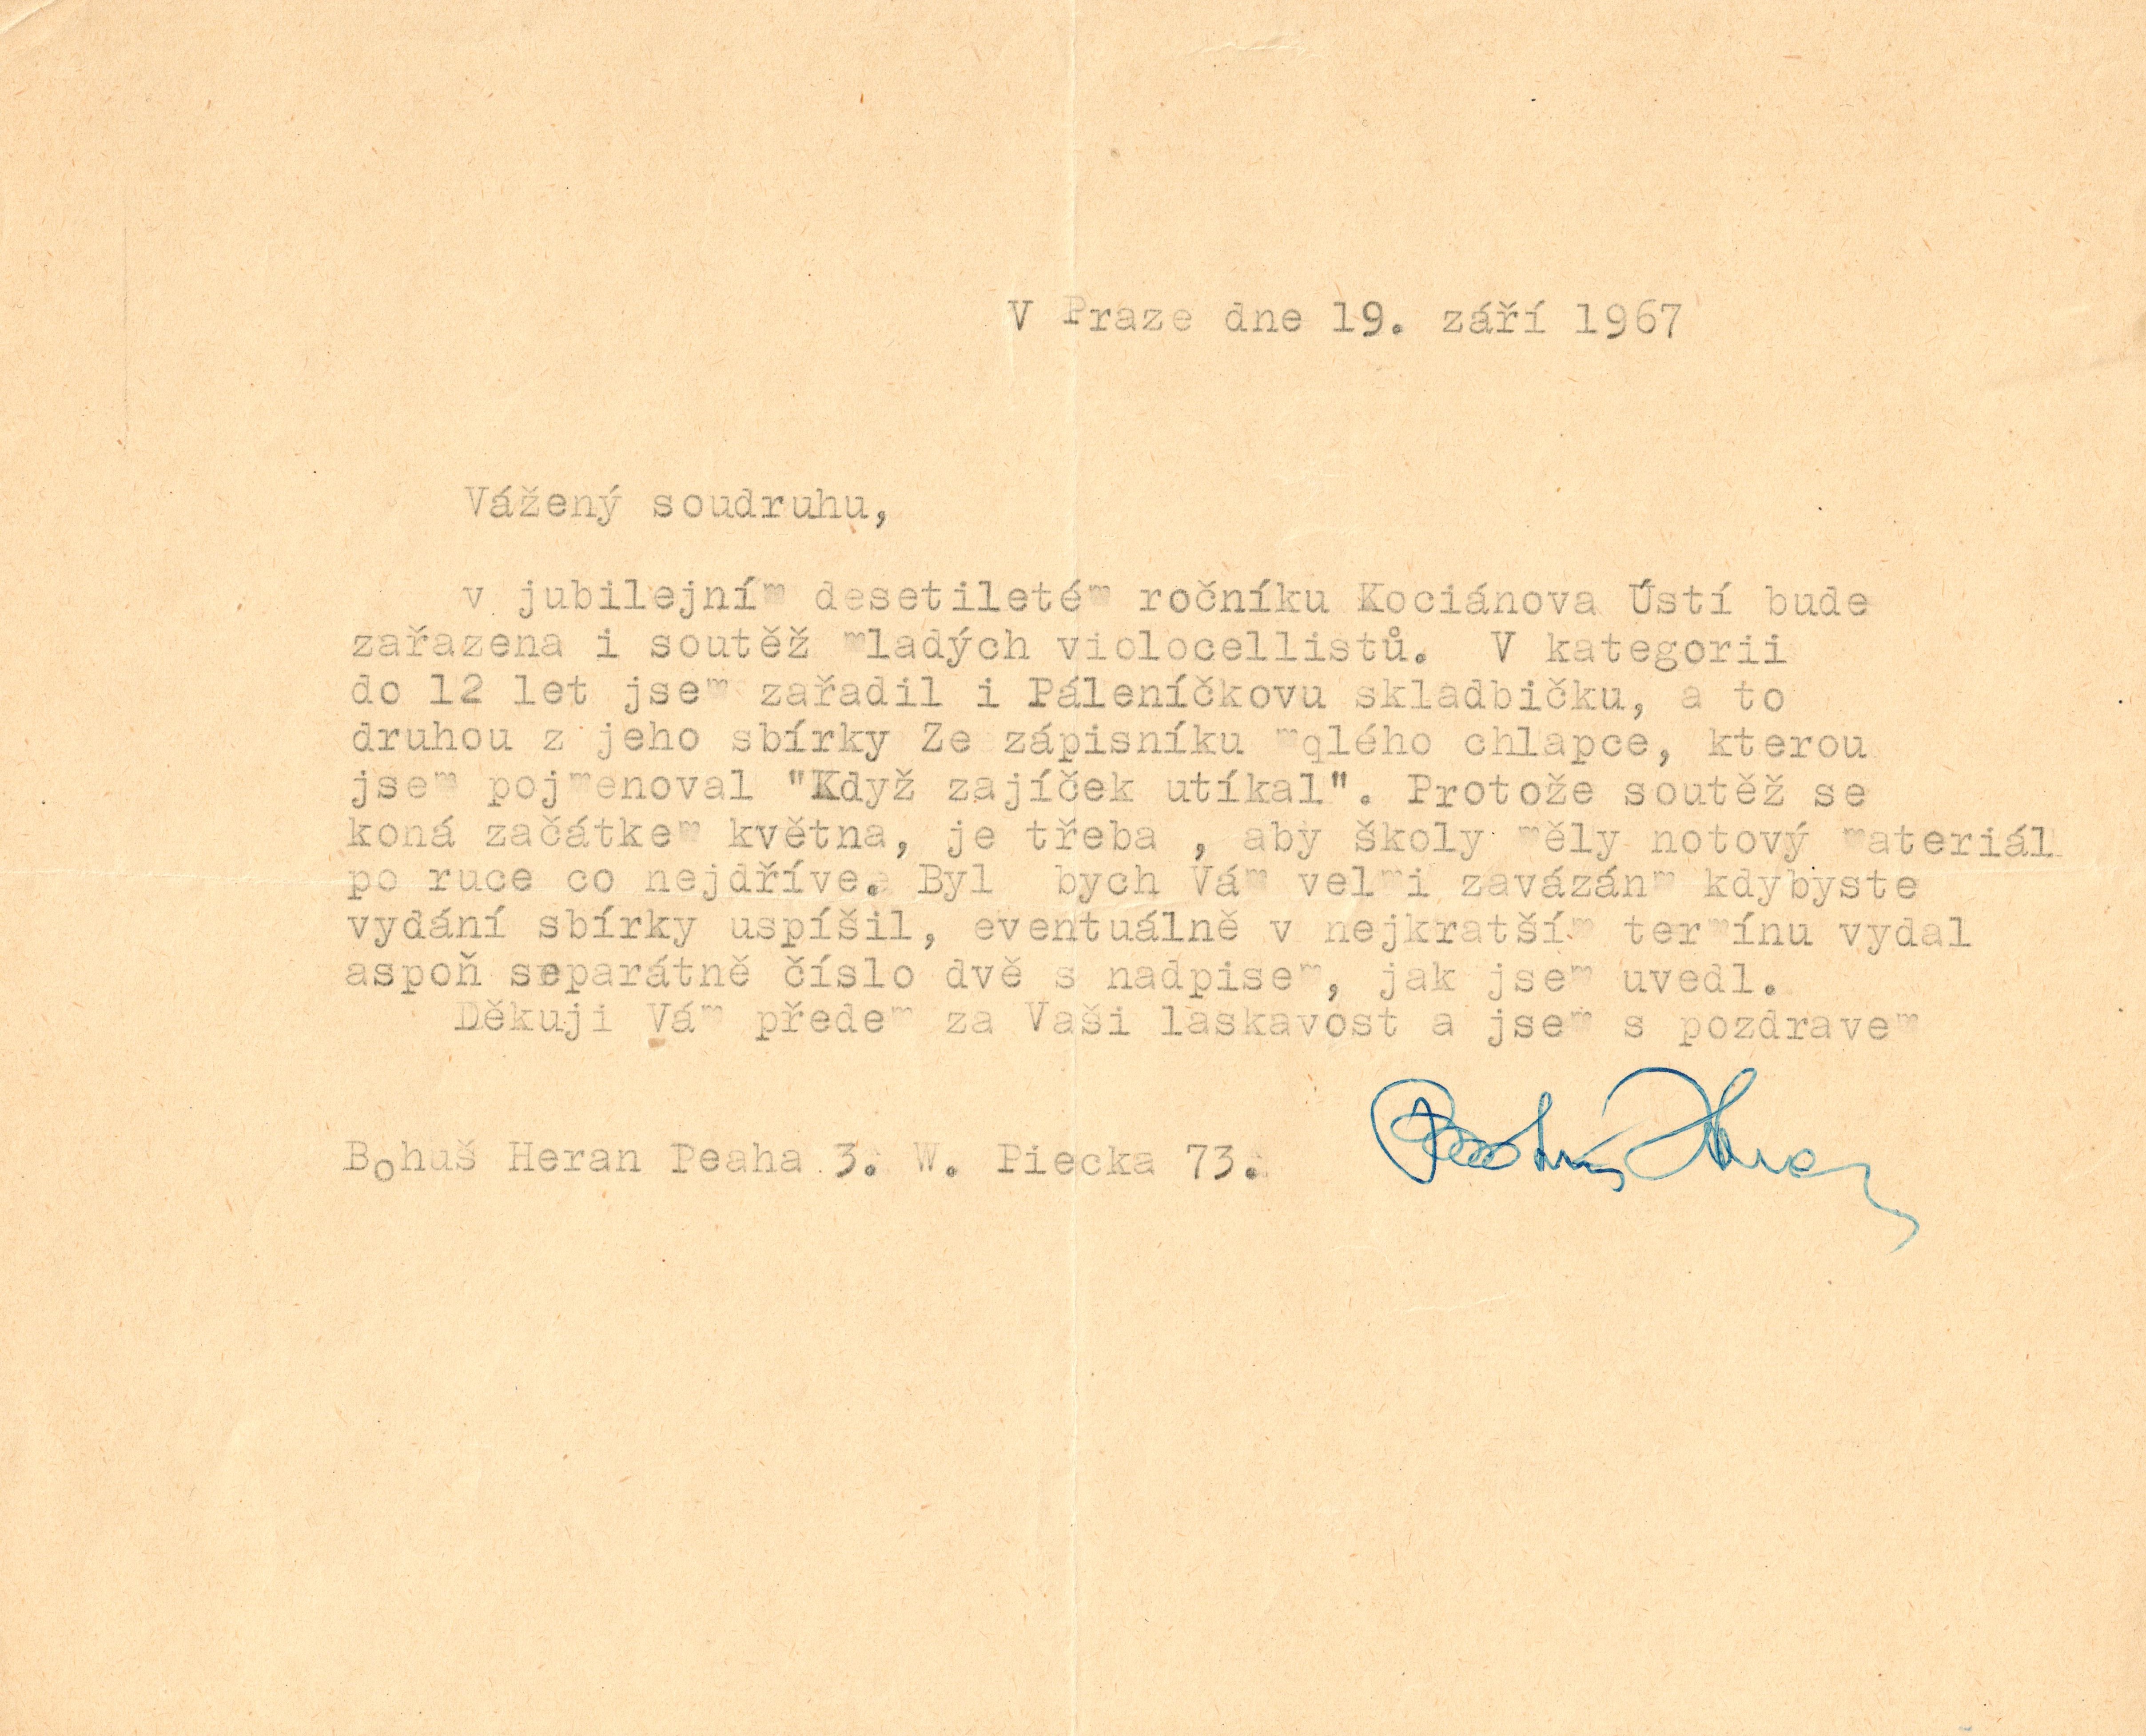 V Praze dne 19. září 1967
Vážený soudruhu,
v jubilejním desetiletém ročníku Kociánova Ústí bude
zařazena i soutěž mladých violocellistů. V kategorii
do 12 let jsem zařadil i Páleníčkovu skladbičku, a to
druhou z jeho sbírky Ze zápisníku mqlého chlapce, kterou
jsem pojmenoval "Když zajíček utíkal". Protože soutěž se
koná začátkem května, je třeba , aby školy měly notový materiál
po ruce co nejdříve. Byl bych Vám velmi zavázánm kdybyste
vydání sbírky uspíšil, eventuálně v nejkratším termínu vydal
aspoň separátně číslo dvě s nadpisem, jak jsem uvedl.
Děkuji Vám předem za Vaši laskavost a jsem s pozdravem
Bohuš Heran
Bohuš Heran Peaha 3. W. Piecka 73.